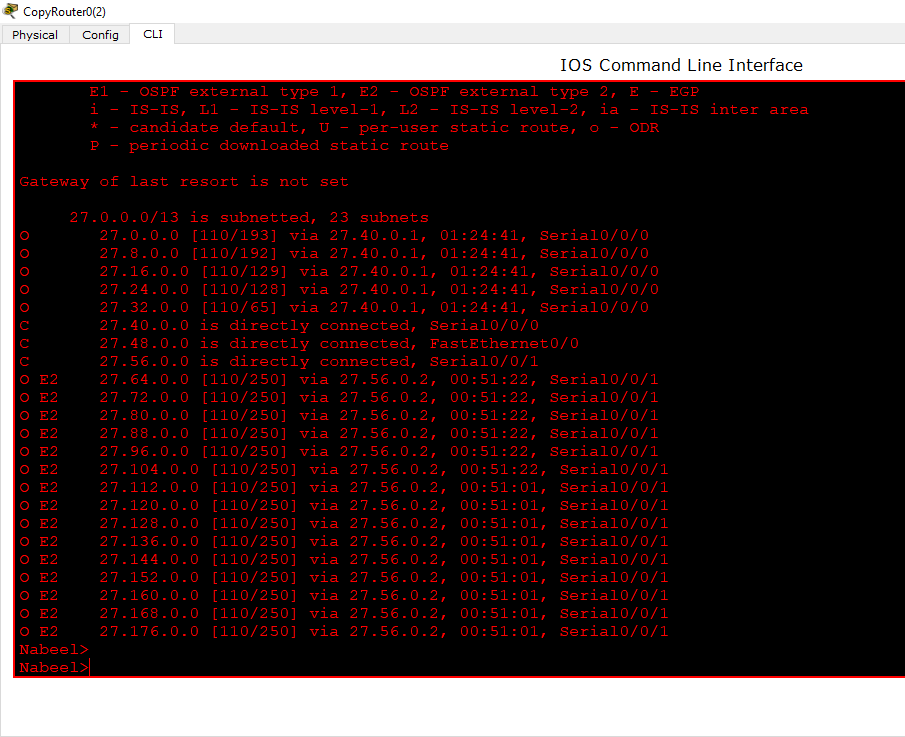 CopyRouter0(2)
Physical Config CLI
IOS Command Line Interface
E1 - OSPF external type 1, E2 - OSPF external type 2, E - EGP
i - IS-IS, L1 - IS-IS level-1, L2 - IS-IS level-2, ia - IS-IS inter area
* - candidate default, U - per-user static route, o - ODR
P - periodic downloaded static route
Gateway of last resort is not set
27.0.0.0/13 is subnetted, 23 subnets
O 27.0.0.0 [110/193] via 27.40.0.1, 01:24:41, Serial0/0/0
O 27.8.0.0 [110/192] via 27.40.0.1, 01:24:41, Serial0/0/0
O 27.16.0.0 [110/129] via 27.40.0.1, 01:24:41, Serial0/0/0
O 27.24.0.0 [110/128] via 27.40.0.1, 01:24:41, Serial0/0/0
O 27.32.0.0 [110/65] via 27.40.0.1, 01:24:41, Serial0/0/0
C 27.40.0.0 is directly connected, Serial0/0/0
C 27.48.0.0 is directly connected, FastEthernet0/0
C 27.56.0.0 is directly connected, Serial0/0/1
O E2 27.64.0.0 [110/250] via 27.56.0.2, 00:51:22, Serial0/0/1
O E2 27.72.0.0 [110/250] via 27.56.0.2, 00:51:22, Serial0/0/1
O E2 27.80.0.0 [110/250] via 27.56.0.2, 00:51:22, Serial0/0/1
O E2 27.88.0.0 [110/250] via 27.56.0.2, 00:51:22, Serial0/0/1
O E2 27.96.0.0 [110/250] via 27.56.0.2, 00:51:22, Serial0/0/1
O E2 27.104.0.0 [110/250] via 27.56.0.2, 00:51:22, Serial0/0/1
O E2 27.112.0.0 [110/250] via 27.56.0.2, 00:51:01, Serial0/0/1
O E2 27.120.0.0 [110/250] via 27.56.0.2, 00:51:01, Serial0/0/1
O E2 27.128.0.0 [110/250] via 27.56.0.2, 00:51:01, Serial0/0/1
O E2 27.136.0.0 [110/250] via 27.56.0.2, 00:51:01, Serial0/0/1
O E2 27.144.0.0 [110/250] via 27.56.0.2, 00:51:01, Serial0/0/1
O E2 27.152.0.0 [110/250] via 27.56.0.2, 00:51:01, Serial0/0/1
O E2 27.160.0.0 [110/250] via 27.56.0.2, 00:51:01, Serial0/0/1
O E2 27.168.0.0 [110/250] via 27.56.0.2, 00:51:01, Serial0/0/1
O E2 27.176.0.0 [110/250] via 27.56.0.2, 00:51:01, Serial0/0/1
Nabeel>
Nabeel>